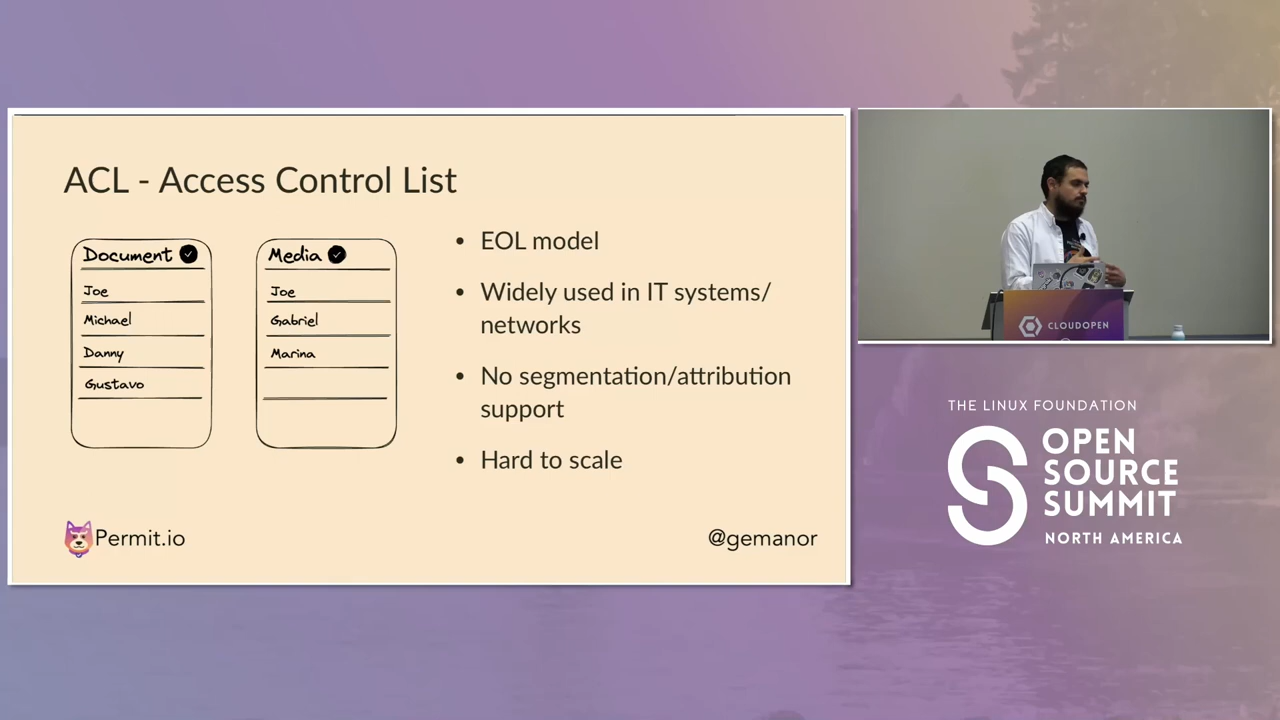 ACL - Access Control List
Document
Joe
Michael
Danny
Gustavo
Media
Joe
Gabriel
Marina
• EOL model
• Widely used in IT systems/
networks
• No segmentation/attribution
support
• Hard to scale
Permit.io
@gemanor
CLOUDOPEN
THE LINUX FOUNDATION
OPEN
SOURCE
SUMMIT
NORTH AMERICA